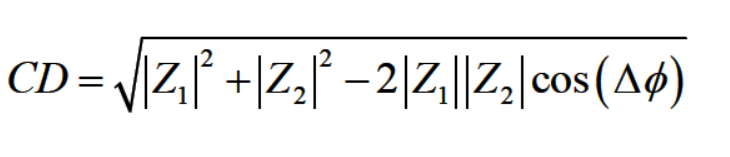 CD = √(|Z₁|² + |Z₂|² − 2|Z₁||Z₂| cos(Δϕ))